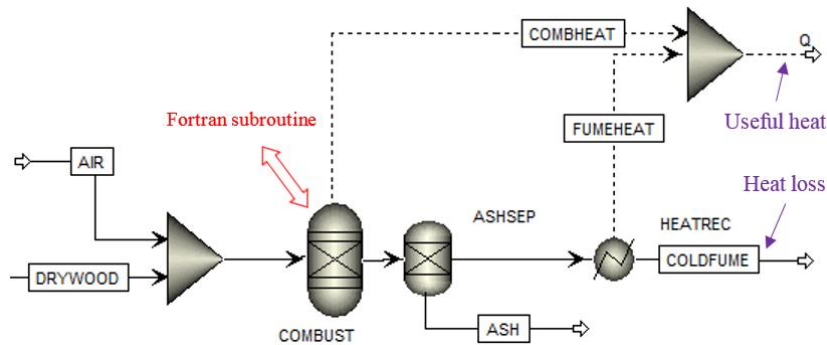 COMBHEAT
Q
Fortran subroutine
FUMEHEAT
Useful heat
AIR
Heat loss
ASHSEP
HEATREC
COLDFUME
DRYWOOD
COMBUST
ASH